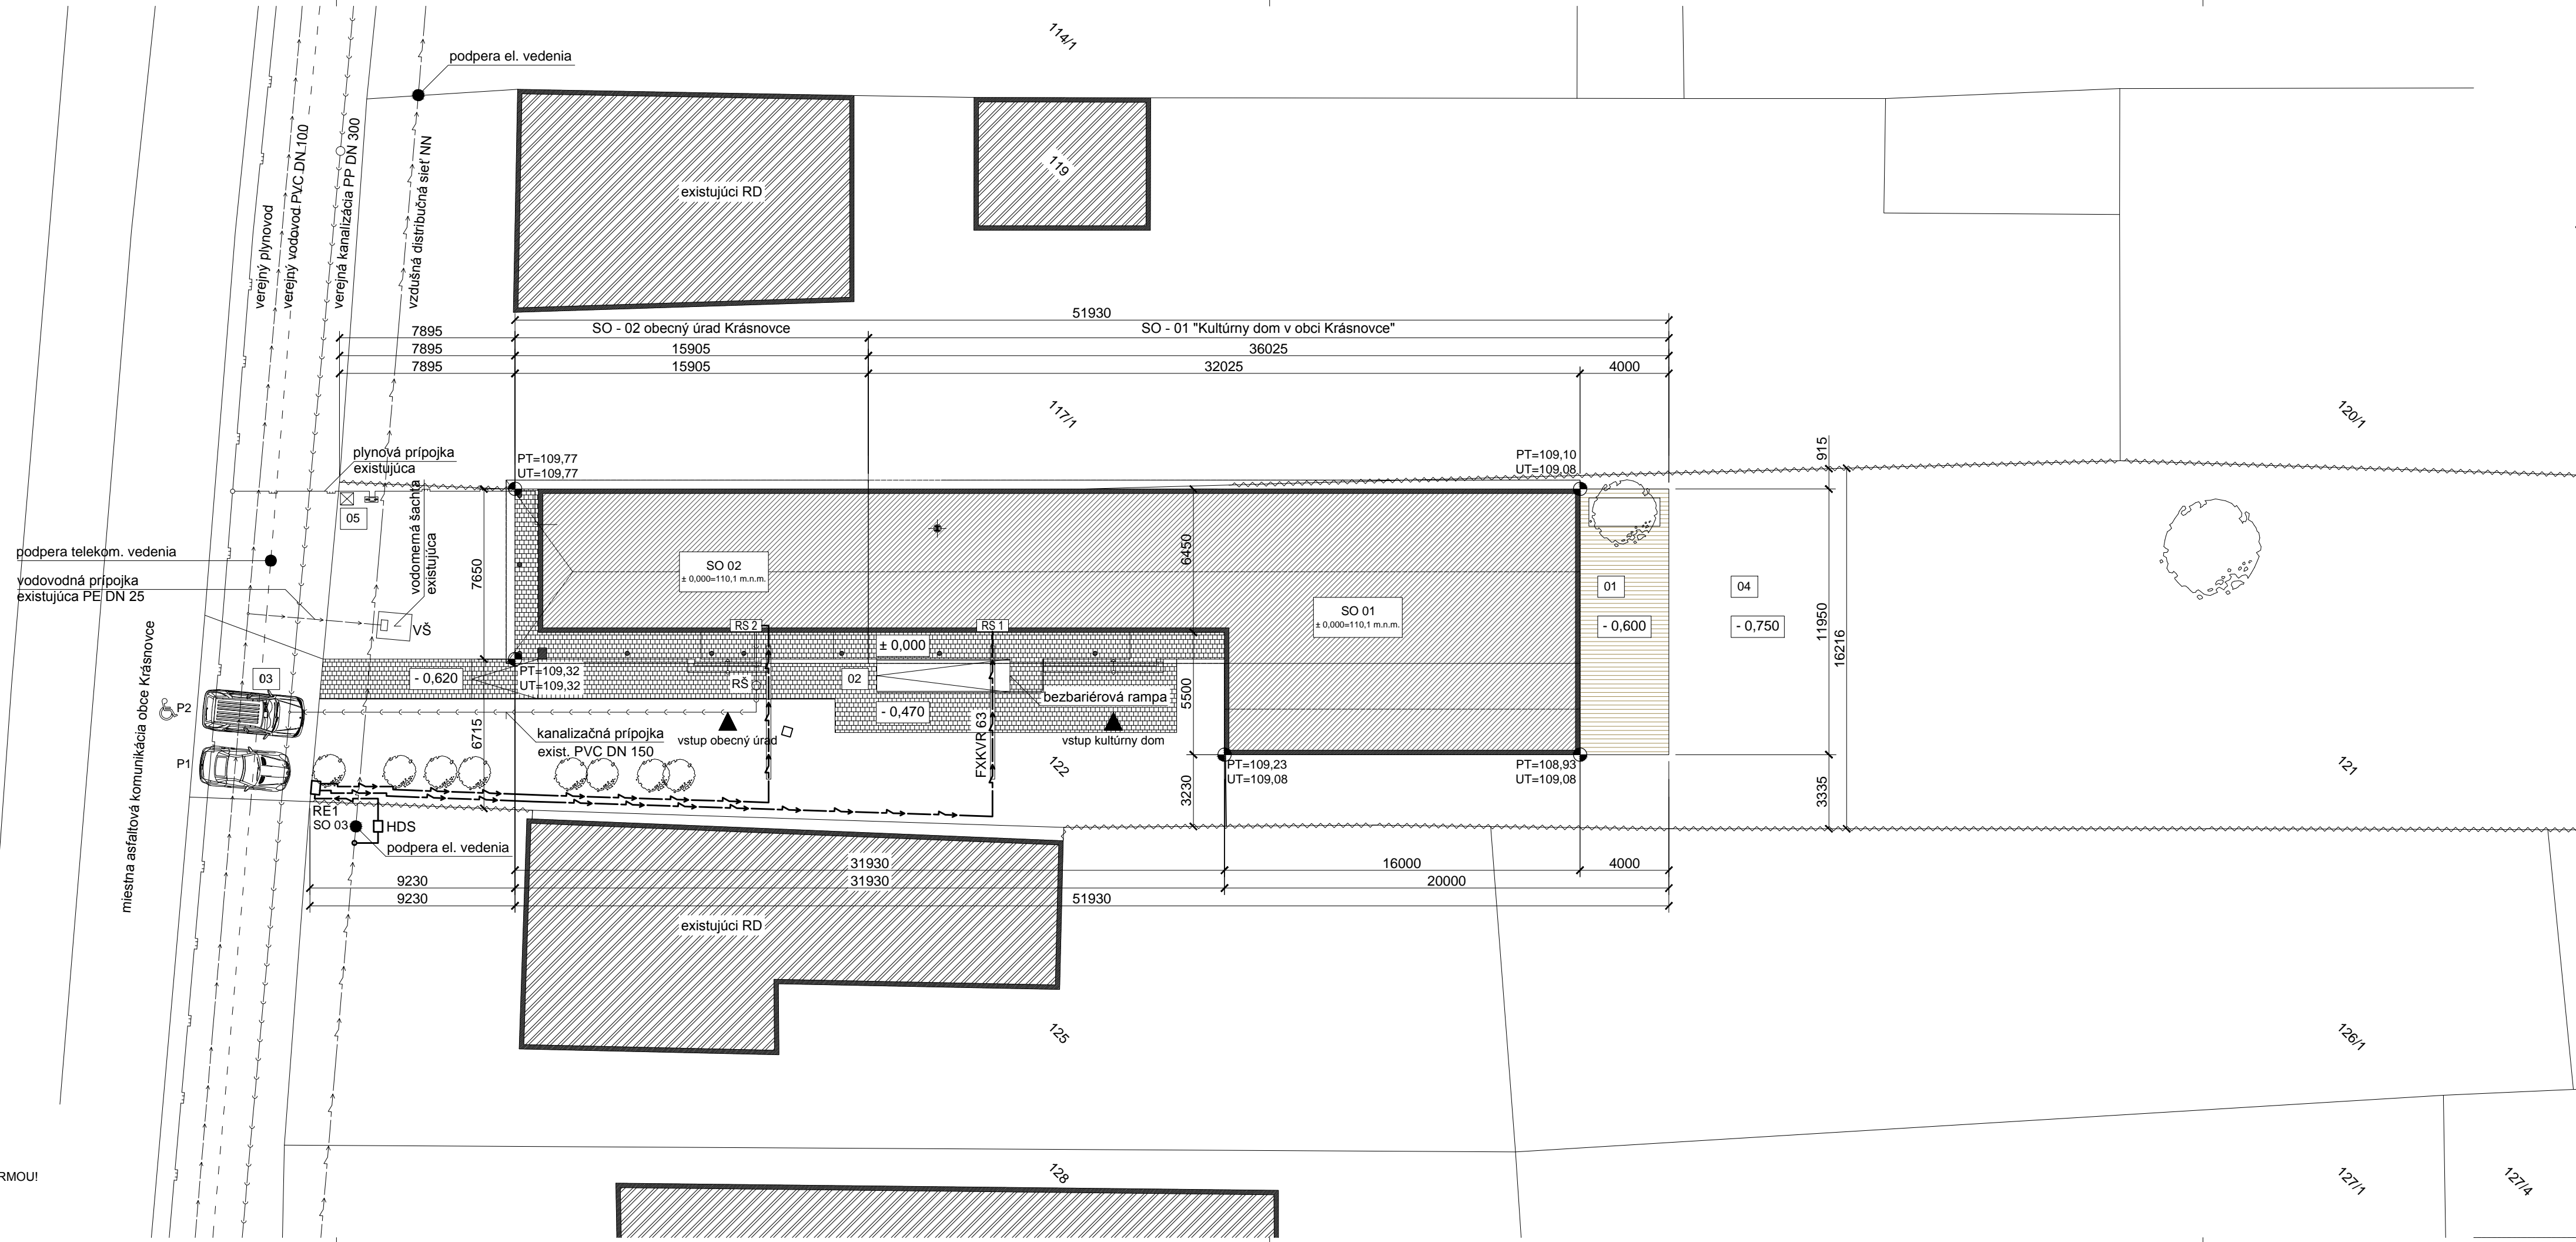 114/1
podpera el. vedenia
119
existujúci RD
verejný plynovod
verejný vodovod PVC DN 100
verejná kanalizácia PP DN 300
vzdušná distribučná sieť NN
51930
SO - 02 obecný úrad Krásnovce
SO - 01 "Kultúrny dom v obci Krásnovce"
7895
7895
15905
36025
7895
15905
32025
4000
117/1
120/1
915
plynová prípojka
existujúca
PT=109,77
UT=109,77
PT=109,10
UT=109,08
05
vodomerná šachta
existujúca
podpera telekom. vedenia
vodovodná prípojka
existujúca PE DN 25
7650
6450
SO 02
± 0,000=110,1 m.n.m.
SO 01
± 0,000=110,1 m.n.m.
01
04
- 0,600
- 0,750
11950
16216
VŠ
RS 2
RS 1
± 0,000
03
- 0,620
PT=109,32
UT=109,32
RŠ
02
bezbariérová rampa
5500
P2
- 0,470
6715
kanalizačná prípojka
exist. PVC DN 150
vstup obecný úrad
FXKVR 63
vstup kultúrny dom
P1
miestna asfaltová komunikácia obce Krásnovce
122
121
PT=109,23
UT=109,08
PT=108,93
UT=109,08
3230
3335
RE1
SO 03
HDS
podpera el. vedenia
31930
16000
4000
9230
31930
20000
9230
51930
existujúci RD
125
126/1
128
127/1
127/4
RMOU!